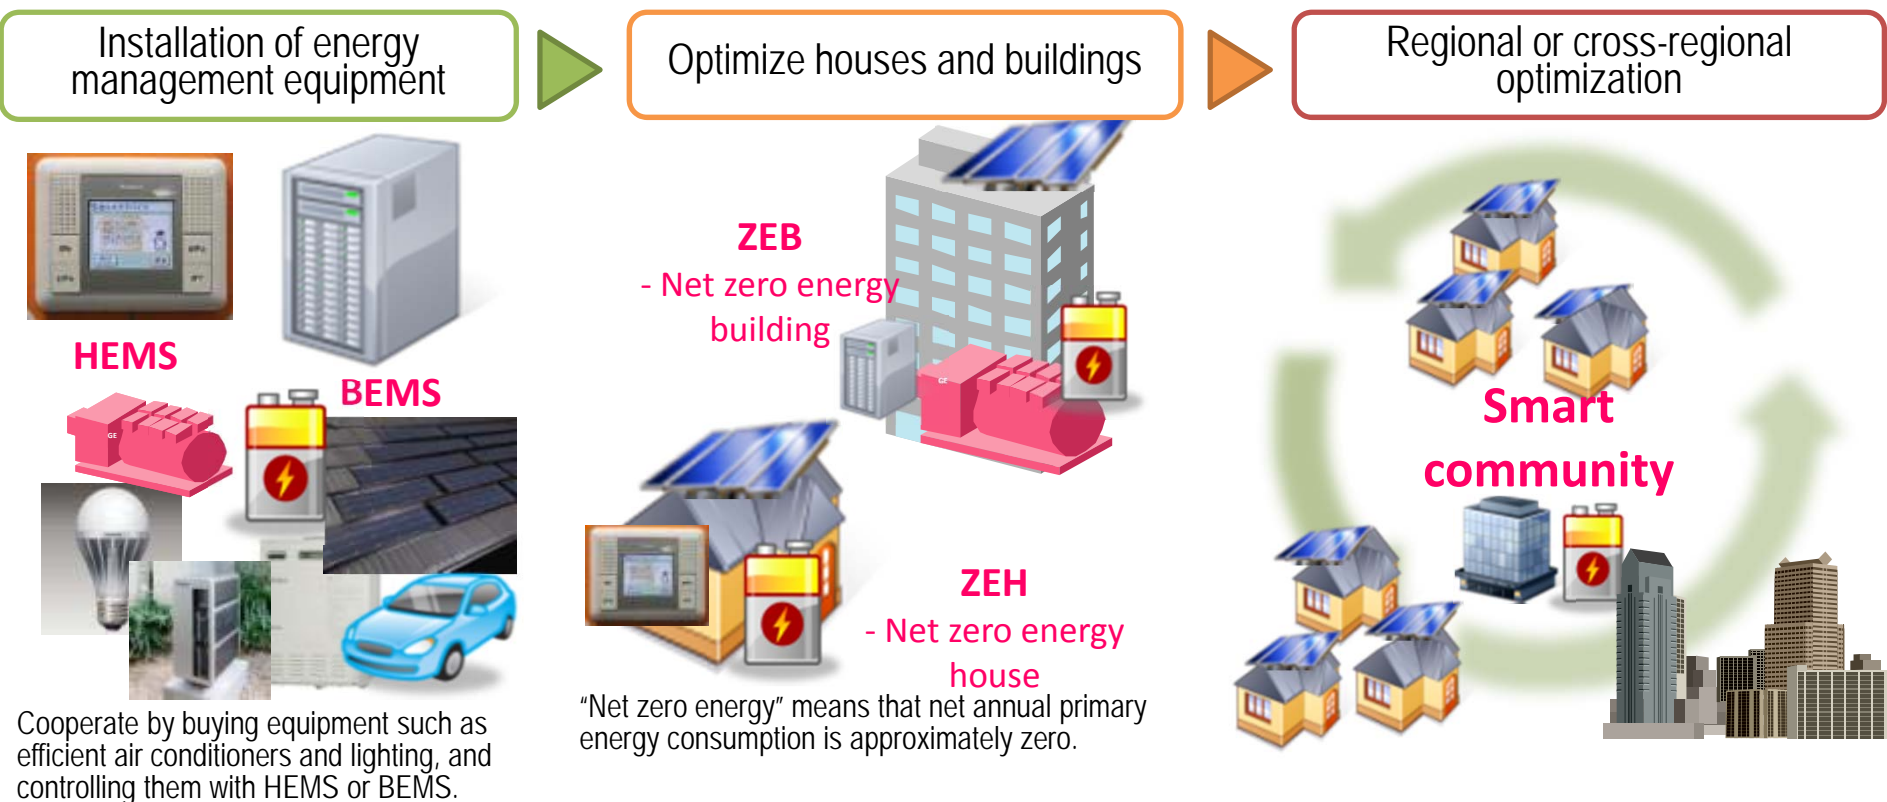 Installation of energy
management equipment
Optimize houses and buildings
Regional or cross-regional
optimization
HEMS
BEMS
GE
Cooperate by buying equipment such as
efficient air conditioners and lighting, and
controlling them with HEMS or BEMS.
ZEB
- Net zero energy
building
GE
ZEH
- Net zero energy
house
“Net zero energy” means that net annual primary
energy consumption is approximately zero.
Smart
community